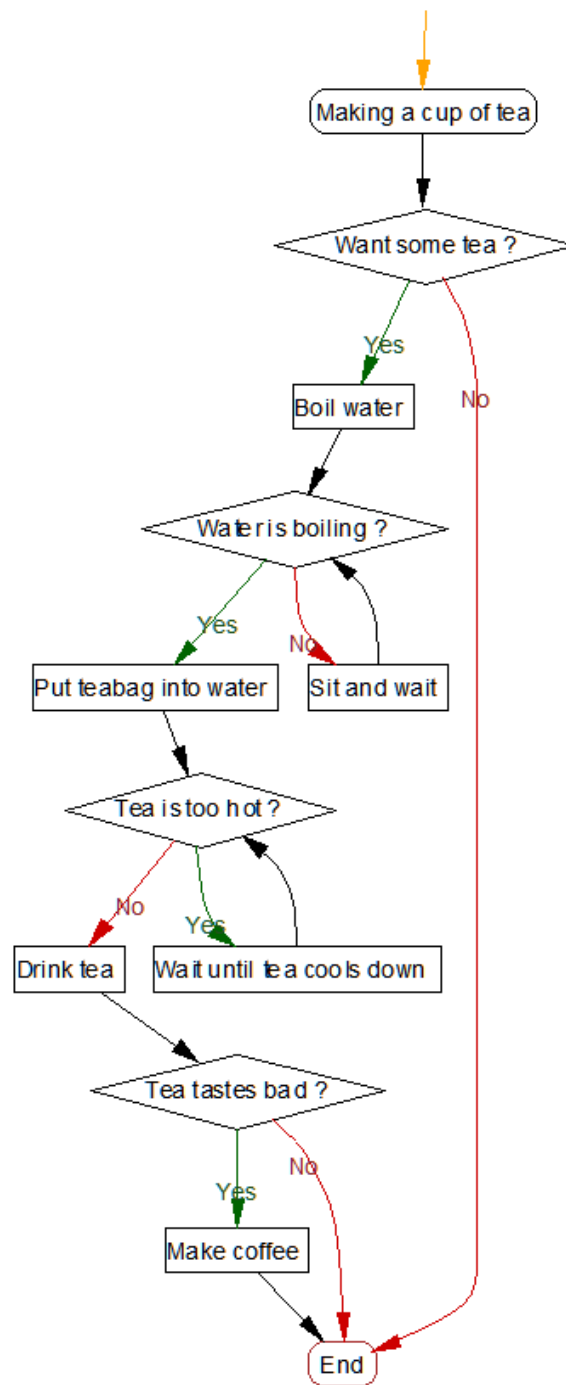 Making a cup of tea
Want some tea ?
Yes
No
Boil water
Water is boiling ?
Yes
No
Put teabag into water
Sit and wait
Tea is too hot ?
No
Yes
Drink tea
Wait until tea cools down
Tea tastes bad ?
Yes
No
Make coffee
End